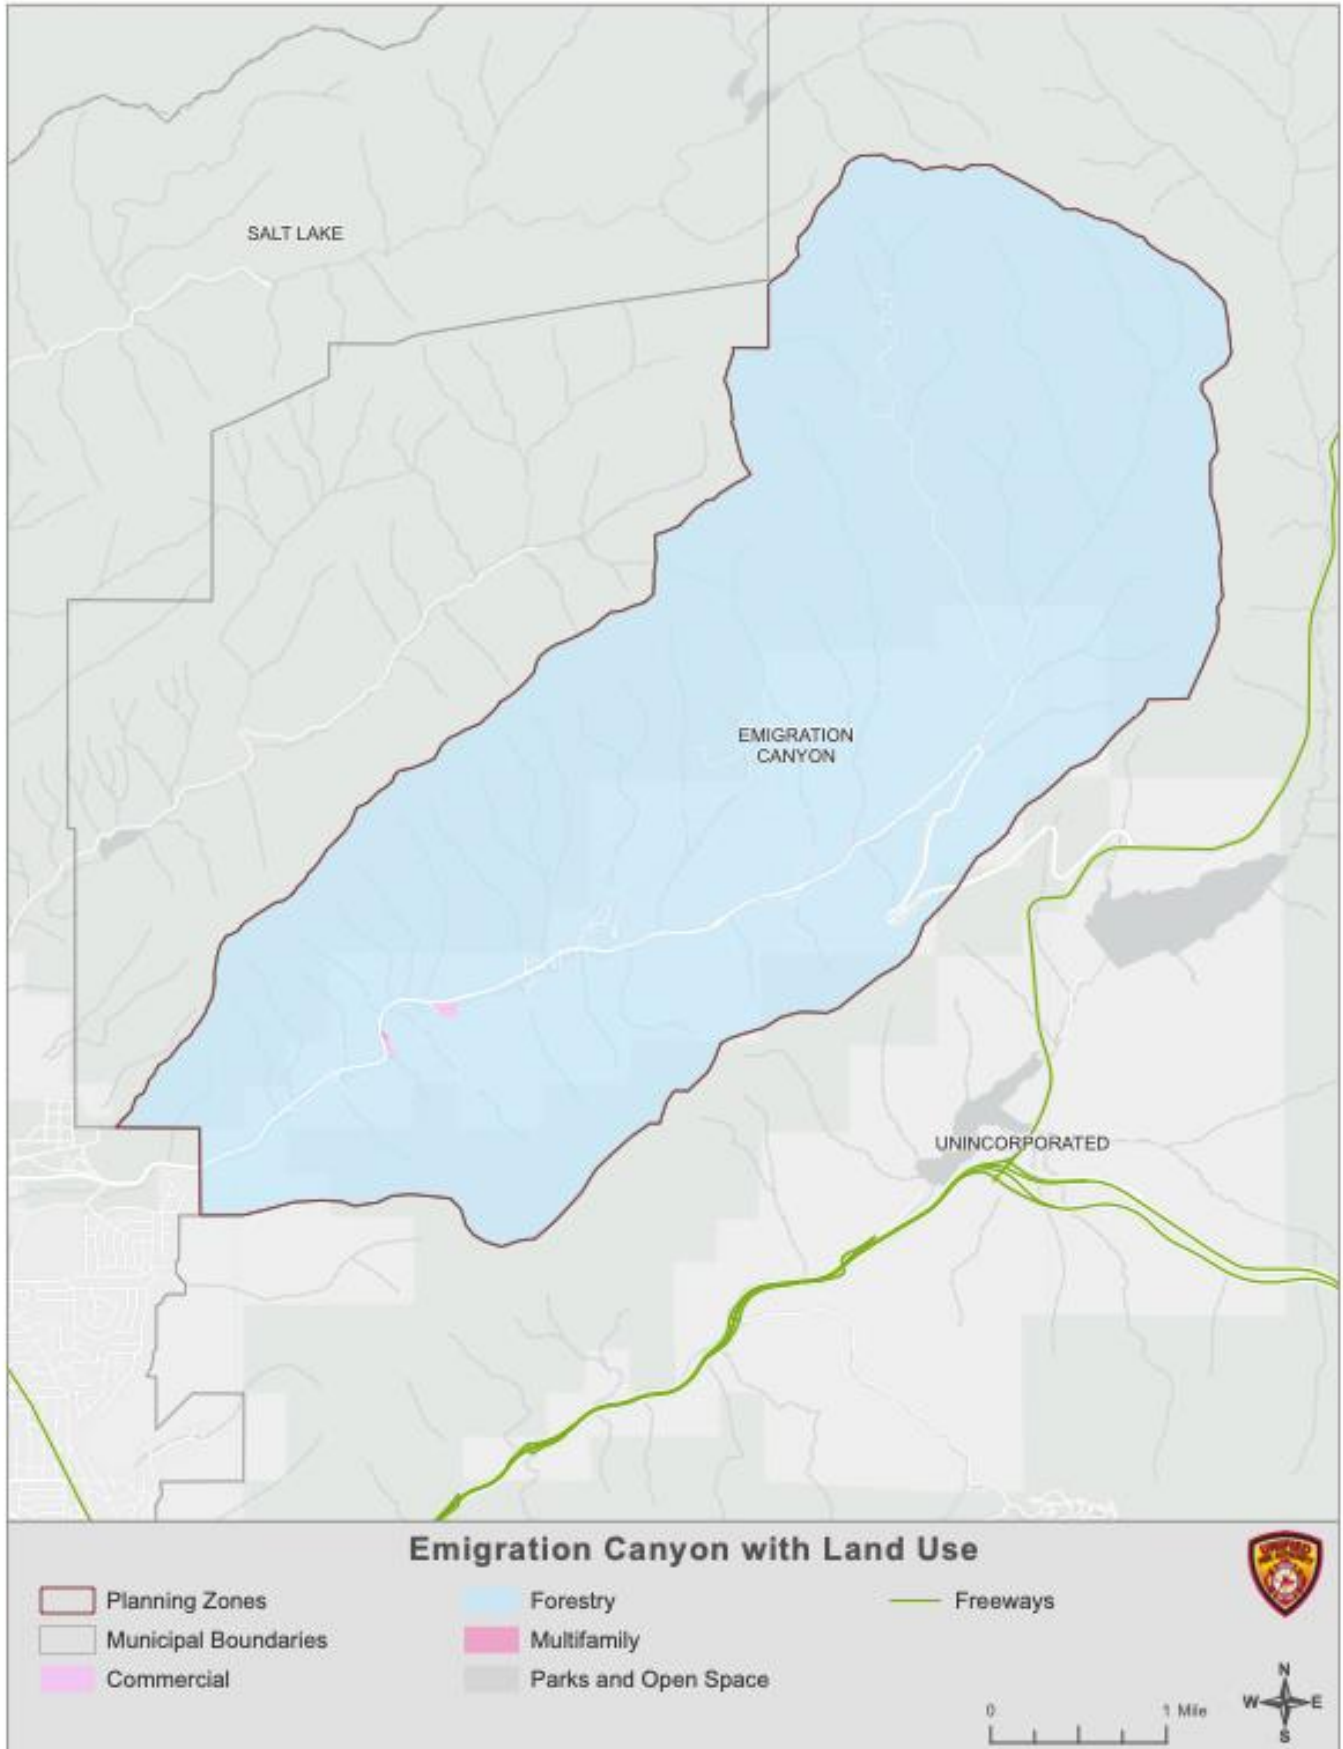 SALT LAKE
EMIGRATION
CANYON
UNINCORPORATED
Emigration Canyon with Land Use
Planning Zones
Municipal Boundaries
Commercial
Forestry
Multifamily
Parks and Open Space
Freeways
UNIFIED
N
W E
S
0 1 Mile